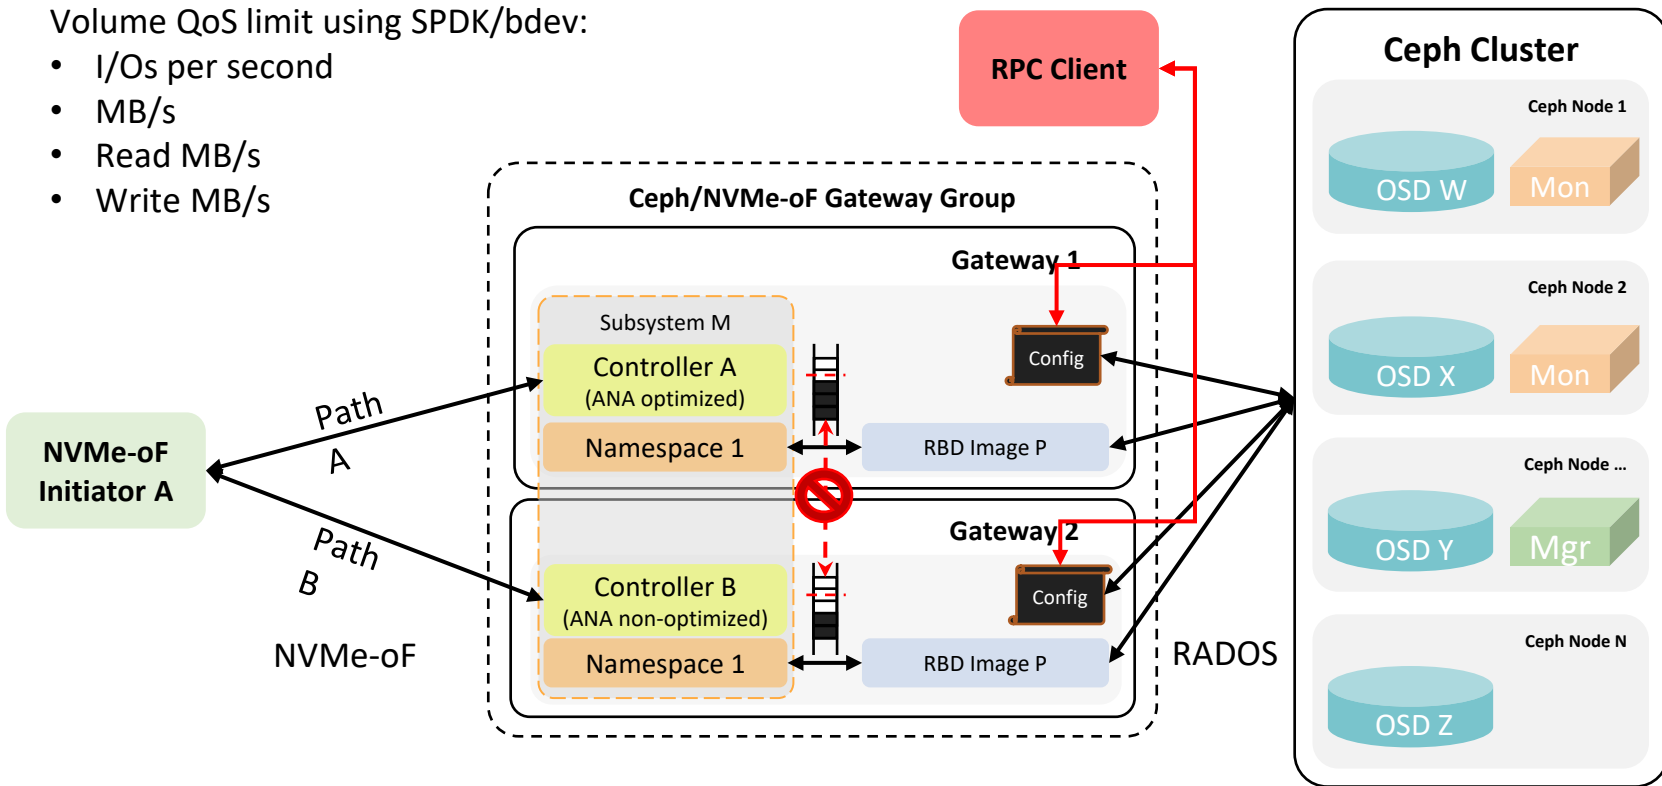 Volume QoS limit using SPDK/bdev:
• I/Os per second
• MB/s
• Read MB/s
• Write MB/s
RPC Client
Ceph Cluster
Ceph Node 1
OSD W
Mon
Ceph Node 2
OSD X
Mon
Ceph Node ...
OSD Y
Mgr
Ceph Node N
OSD Z
Ceph/NVMe-oF Gateway Group
Gateway 1
Subsystem M
Controller A
(ANA optimized)
Namespace 1
Config
RBD Image P
Gateway 2
Controller B
(ANA non-optimized)
Namespace 1
Config
RBD Image P
NVMe-oF
Initiator A
Path
A
Path
B
NVMe-oF
RADOS